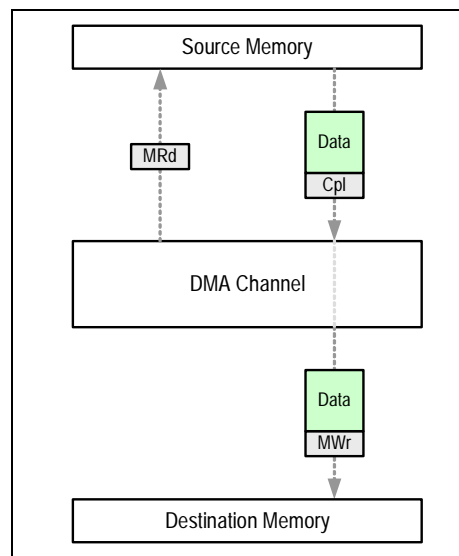 Source Memory
Data
MRd
Cpl
DMA Channel
Data
MWr
Destination Memory